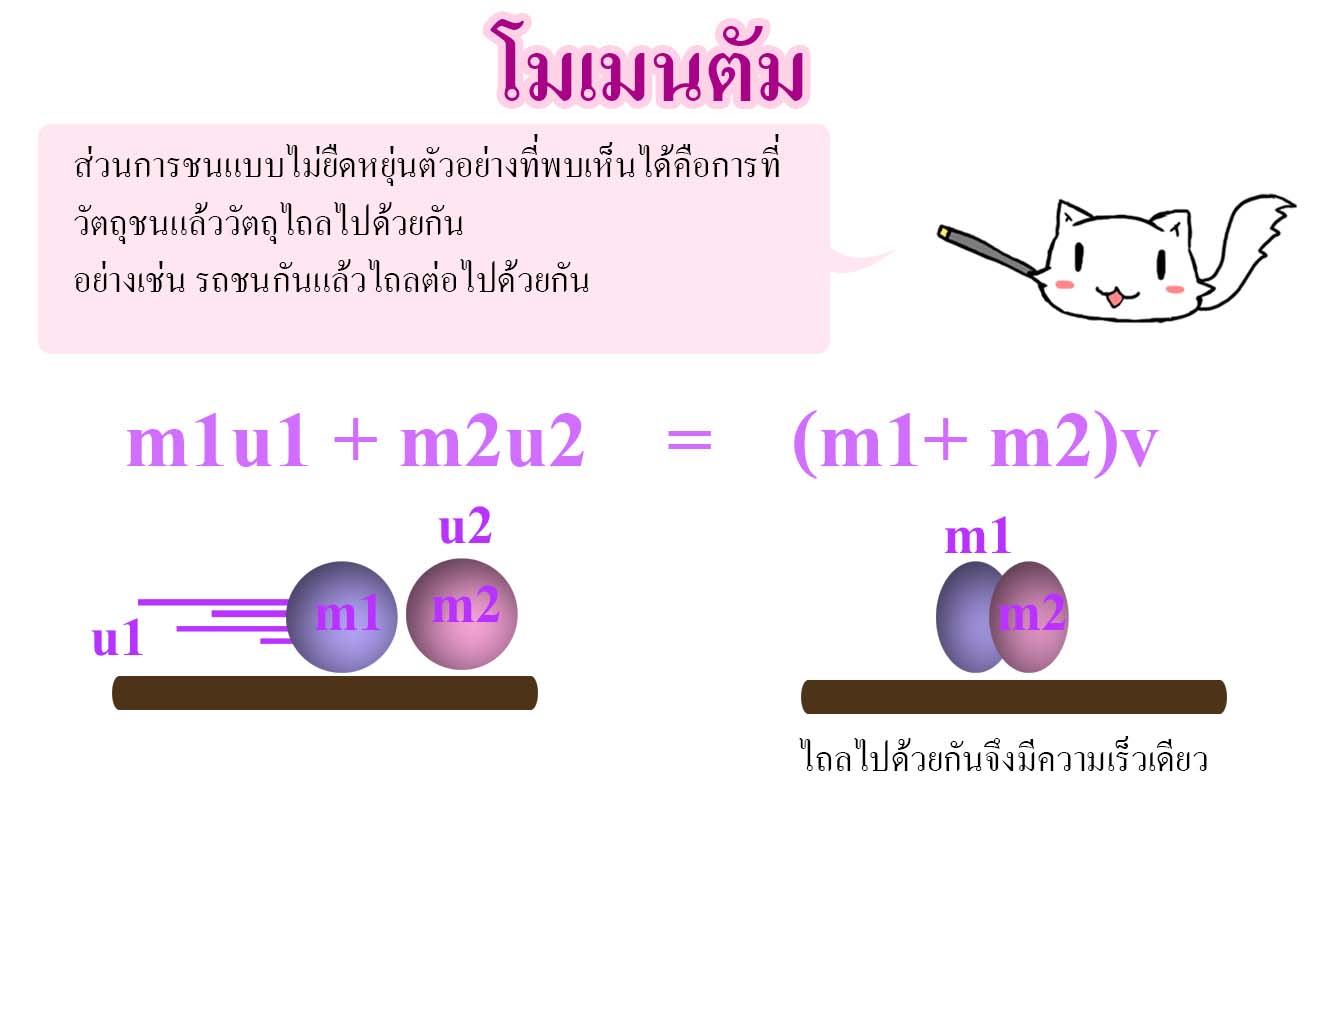 โมเมนตัม
ส่วนการชนแบบไม่ยืดหยุ่นตัวอย่างที่พบเห็นได้คือการที่
วัตถุชนแล้ววัตถุไถลไปด้วยกัน
อย่างเช่น รถชนกันแล้วไถลต่อไปด้วยกัน
m1u1 + m2u2 = (m1+ m2)v
u2
m1
m1
m2
m2
u1
ไถลไปด้วยกันจึงมีความเร็วเดียว